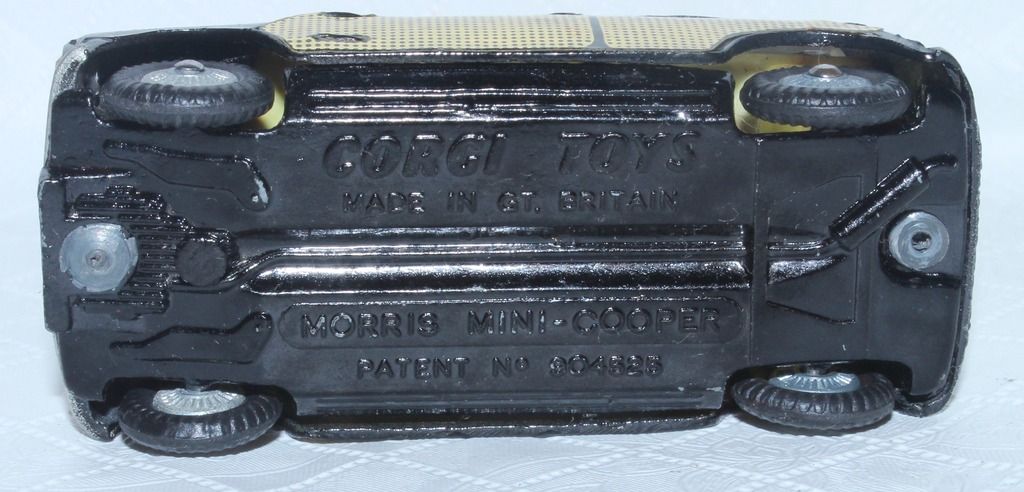 CORGI TOYS
MADE IN GT. BRITAIN
MORRIS MINI-COOPER
PATENT Nº 904525